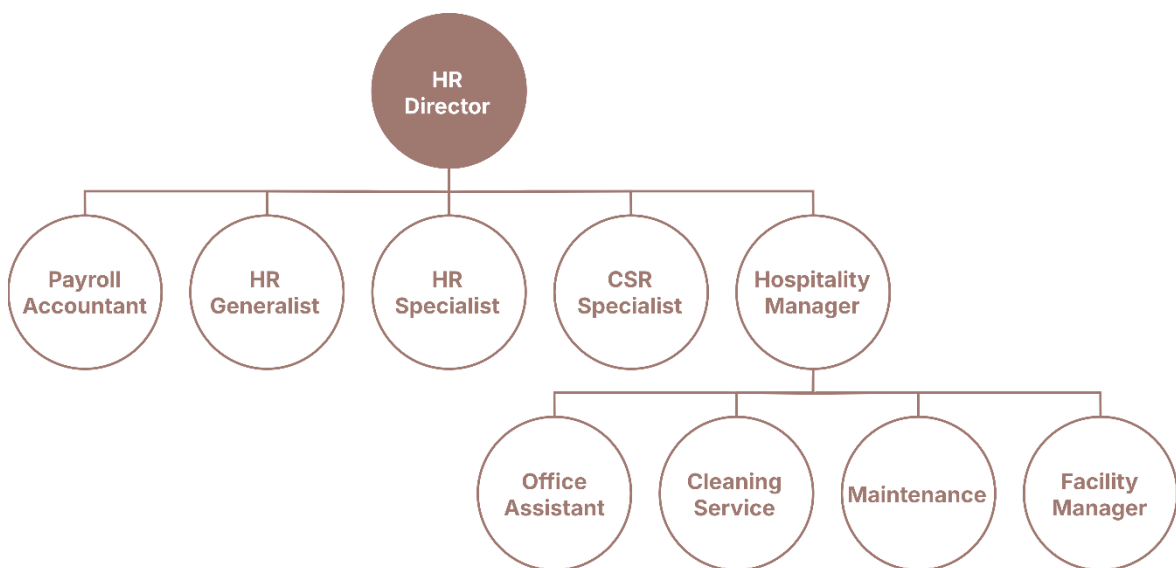 HR
Director
Payroll
Accountant
HR
Generalist
HR
Specialist
CSR
Specialist
Hospitality
Manager
Office
Assistant
Cleaning
Service
Maintenance
Facility
Manager